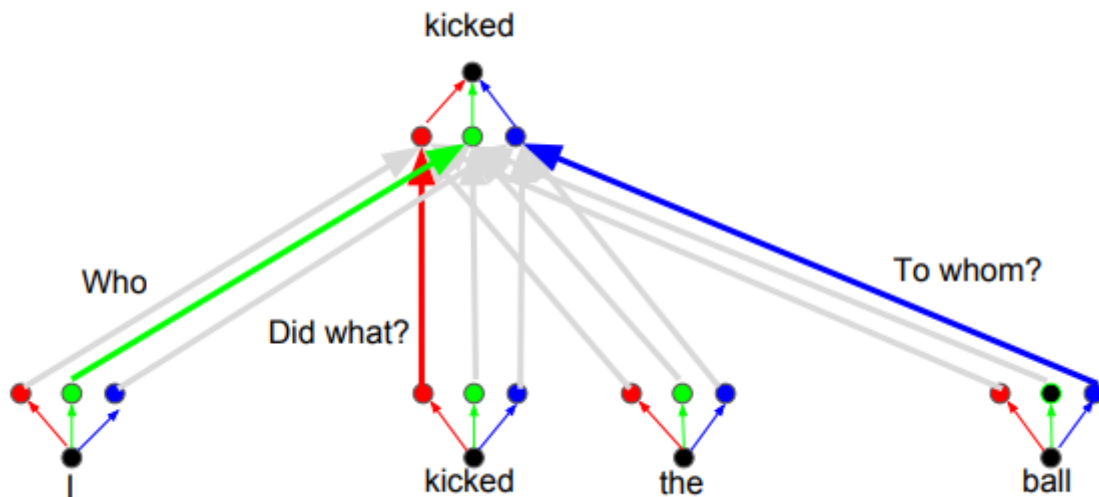 kicked
Who
To whom?
Did what?
I
kicked
the
ball